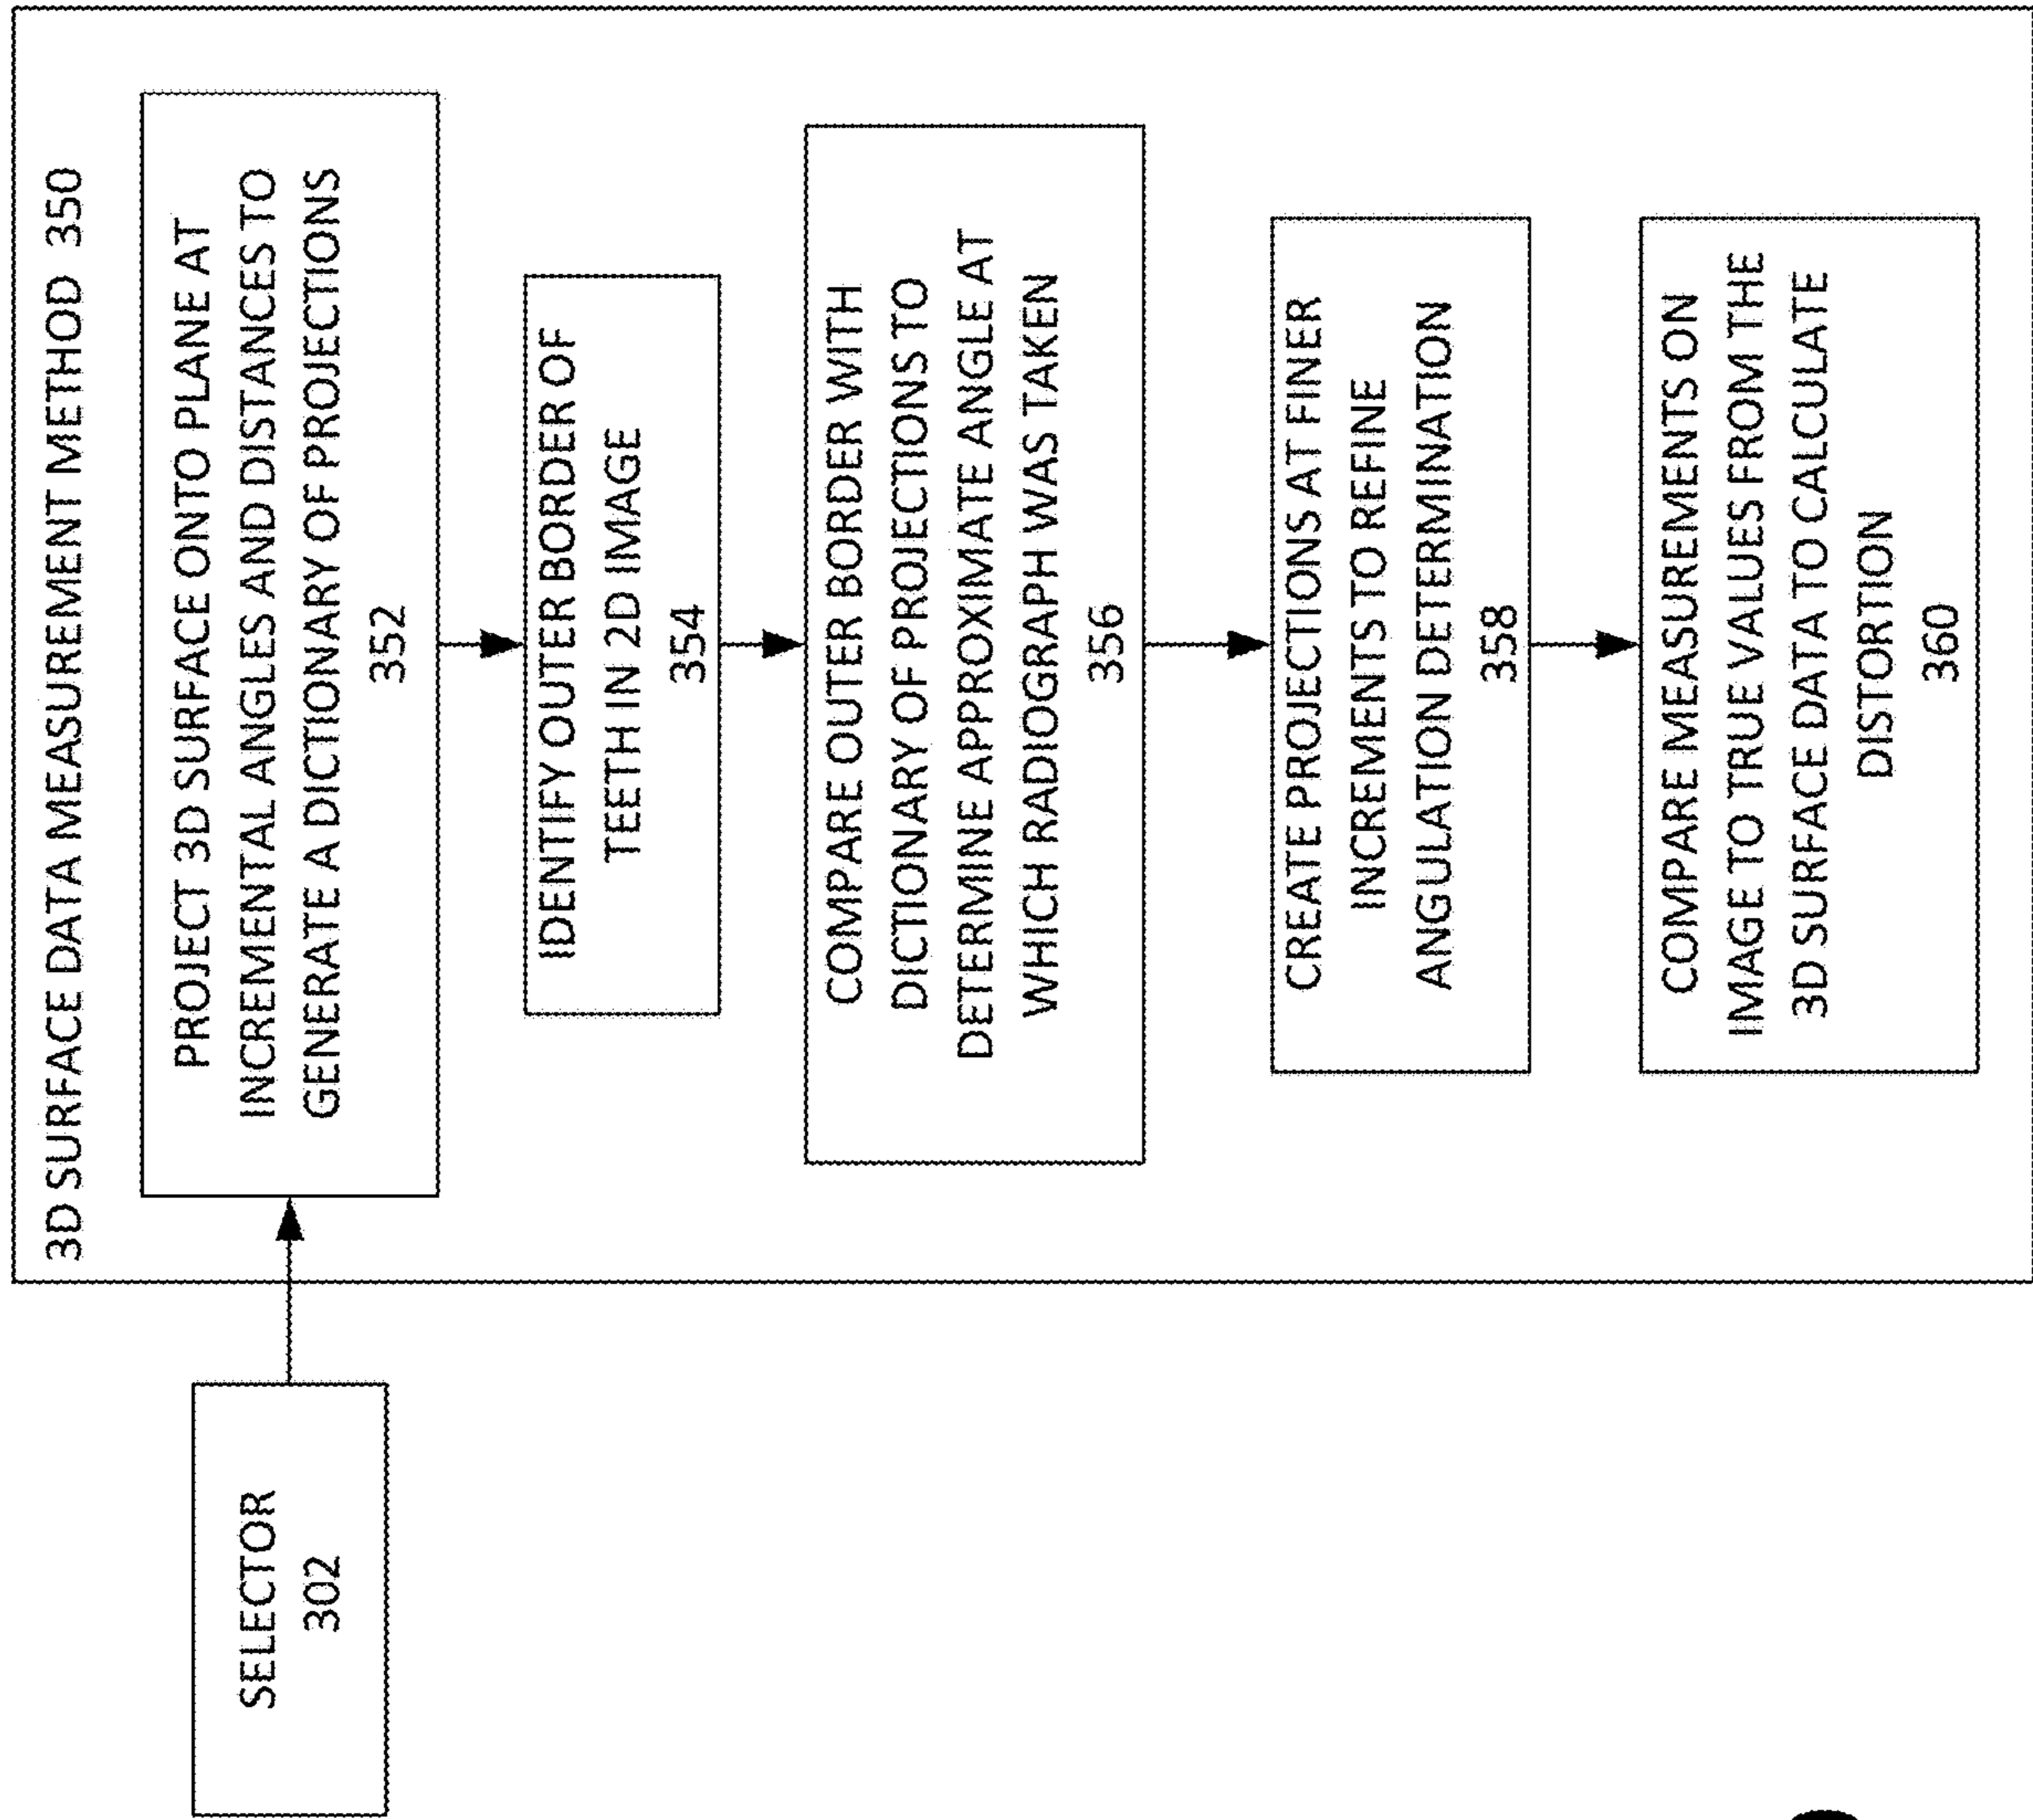 3D SURFACE DATA MEASUREMENT METHOD 350
SELECTOR
302
PROJECT 3D SURFACE ONTO PLANE AT
INCREMENTAL ANGLES AND DISTANCES TO
GENERATE A DICTIONARY OF PROJECTIONS
352
IDENTIFY OUTER BORDER OF
TEETH IN 2D IMAGE
354
COMPARE OUTER BORDER WITH
DICTIONARY OF PROJECTIONS TO
DETERMINE APPROXIMATE ANGLE AT
WHICH RADIOGRAPH WAS TAKEN
356
CREATE PROJECTIONS AT FINER
INCREMENTS TO REFINE
ANGULATION DETERMINATION
358
COMPARE MEASUREMENTS ON
IMAGE TO TRUE VALUES FROM THE
3D SURFACE DATA TO CALCULATE
DISTORTION
360